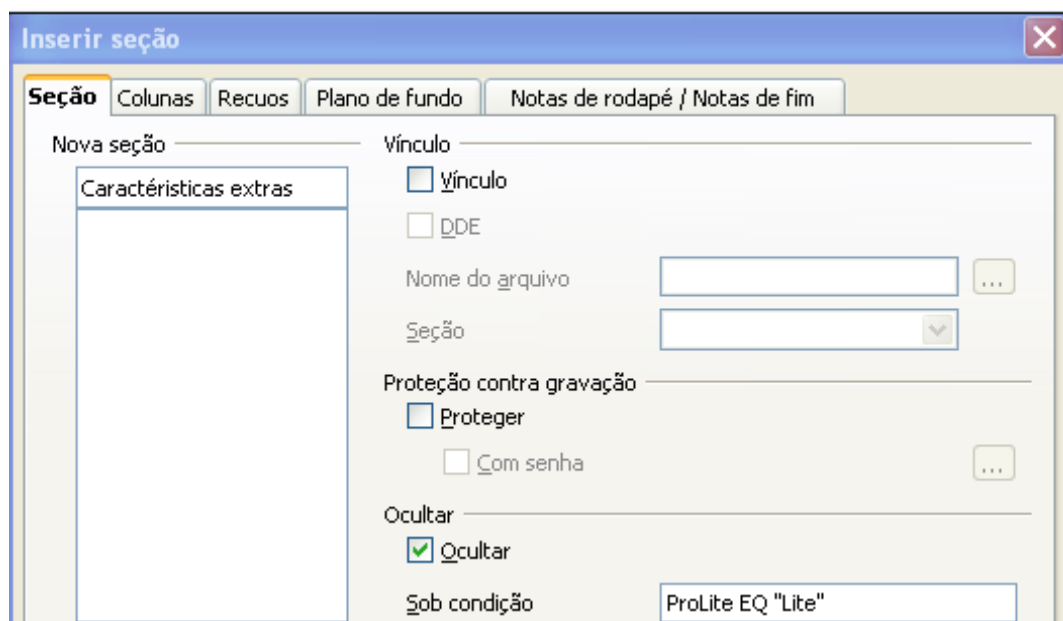 Inserir seção
Seção Colunas Recuos Plano de fundo Notas de rodapé / Notas de fim
Nova seção
Caractéristicas extras
Vínculo
Vínculo
DDE
Nome do arquivo ...
Seção
Proteção contra gravação
Proteger
Com senha ...
Ocultar
Ocultar
Sob condição ProLite EQ "Lite"